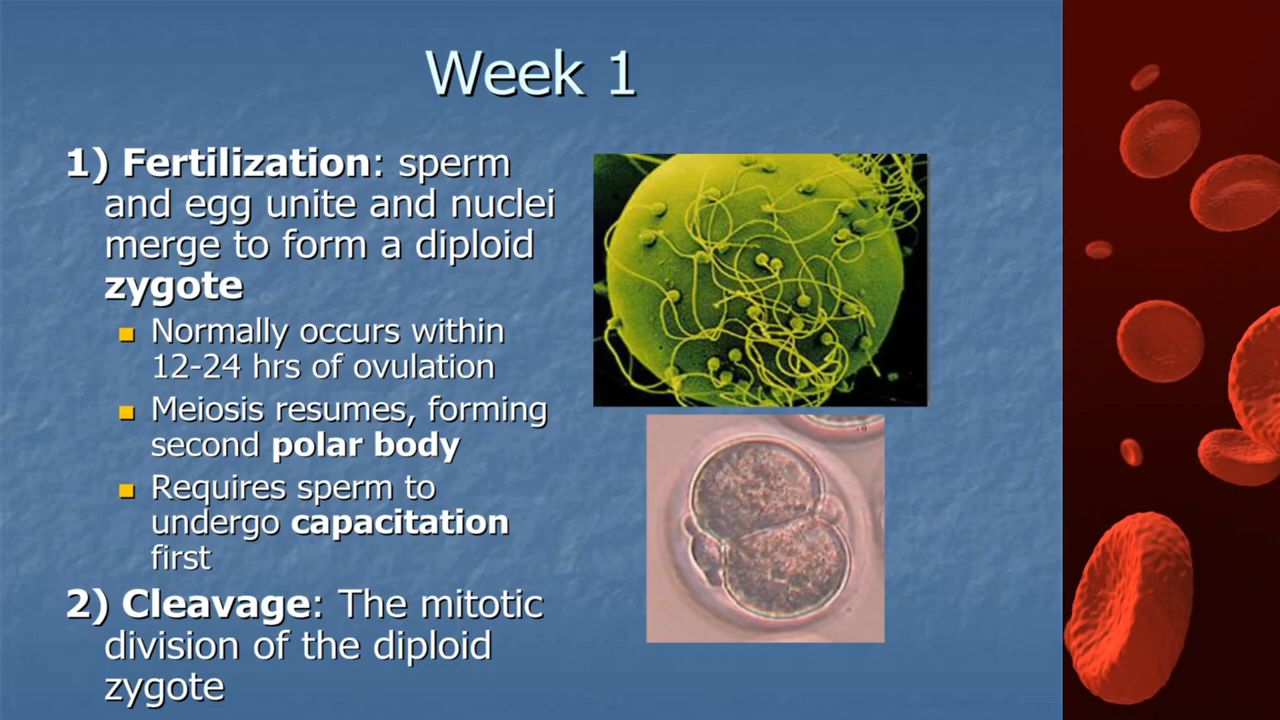 Week 1
1) Fertilization: sperm
and egg unite and nuclei
merge to form a diploid
zygote
■ Normally occurs within
12-24 hrs of ovulation
■ Meiosis resumes, forming
second polar body
■ Requires sperm to
undergo capacitation
first
2) Cleavage: The mitotic
division of the diploid
zygote